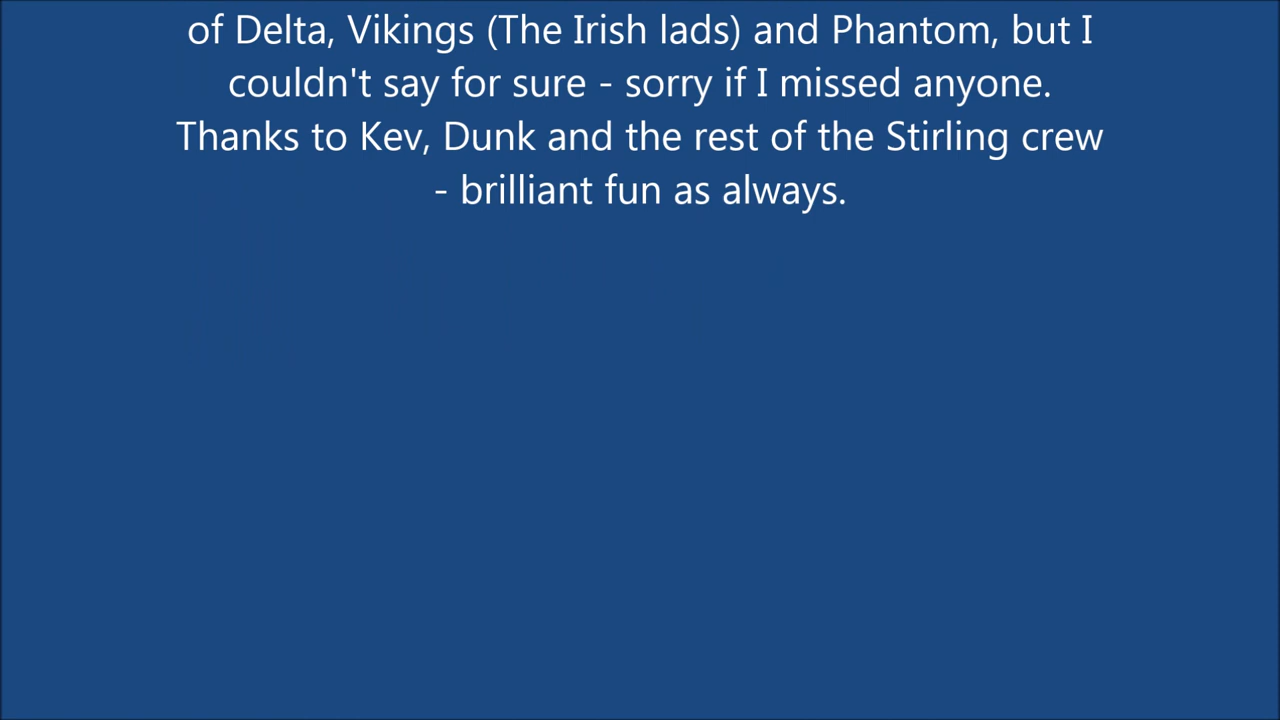 of Delta, Vikings (The Irish lads) and Phantom, but I
couldn't say for sure - sorry if I missed anyone.
Thanks to Kev, Dunk and the rest of the Stirling crew
- brilliant fun as always.